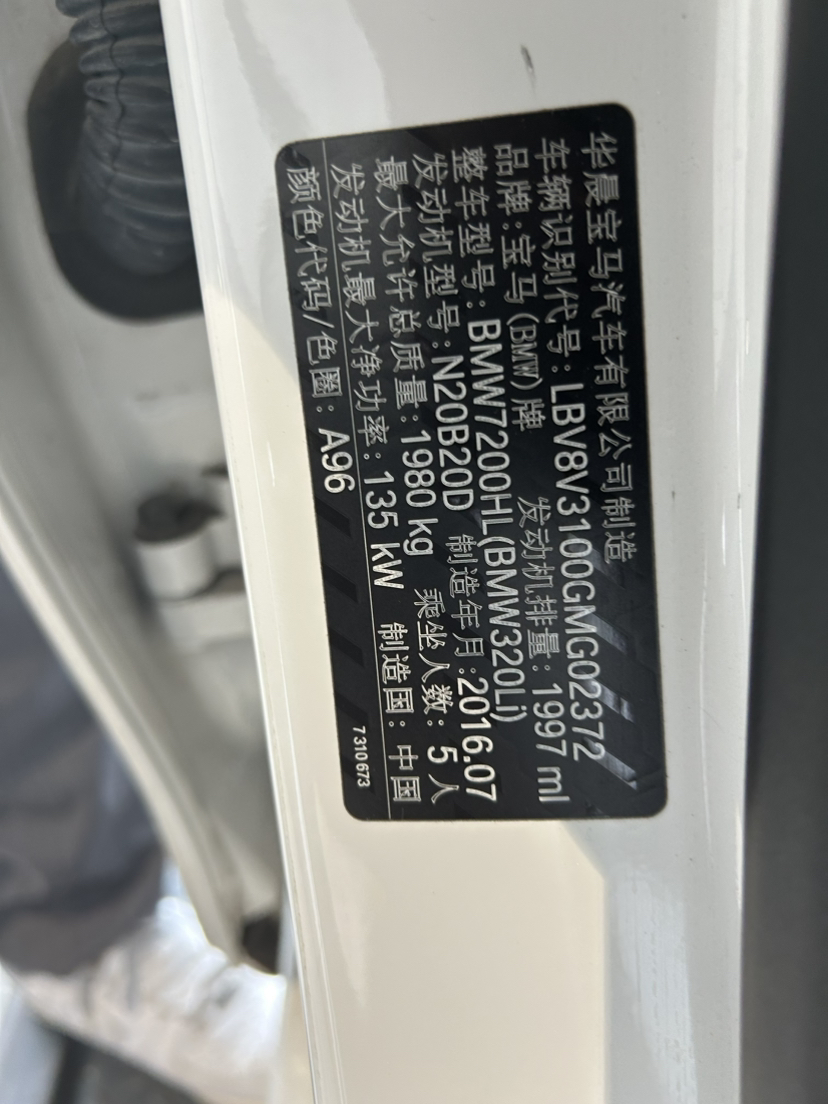 华晨宝马汽车有限公司制造
车辆识别代号:LBV8V3100GMG02372
品牌:宝马(BMW)牌 发动机排量:1997 ml
整车型号:BMW7200HL(BMW320Li)
发动机型号:N20B20D 制造年月:2016.07
最大允许总质量:1980 kg 乘坐人数:5人
发动机最大净功率:135 kW 制造国:中国
颜色代码/色圈:A96 7310673